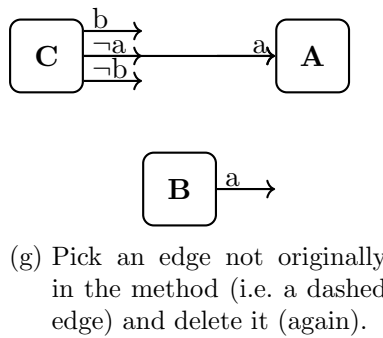 b
C ¬a a A
¬b
B a
(g) Pick an edge not originally
in the method (i.e. a dashed
edge) and delete it (again).